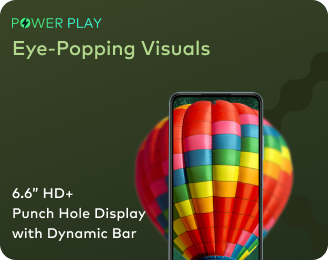 POWER PLAY
Eye-Popping Visuals
6.6” HD+
Punch Hole Display
with Dynamic Bar